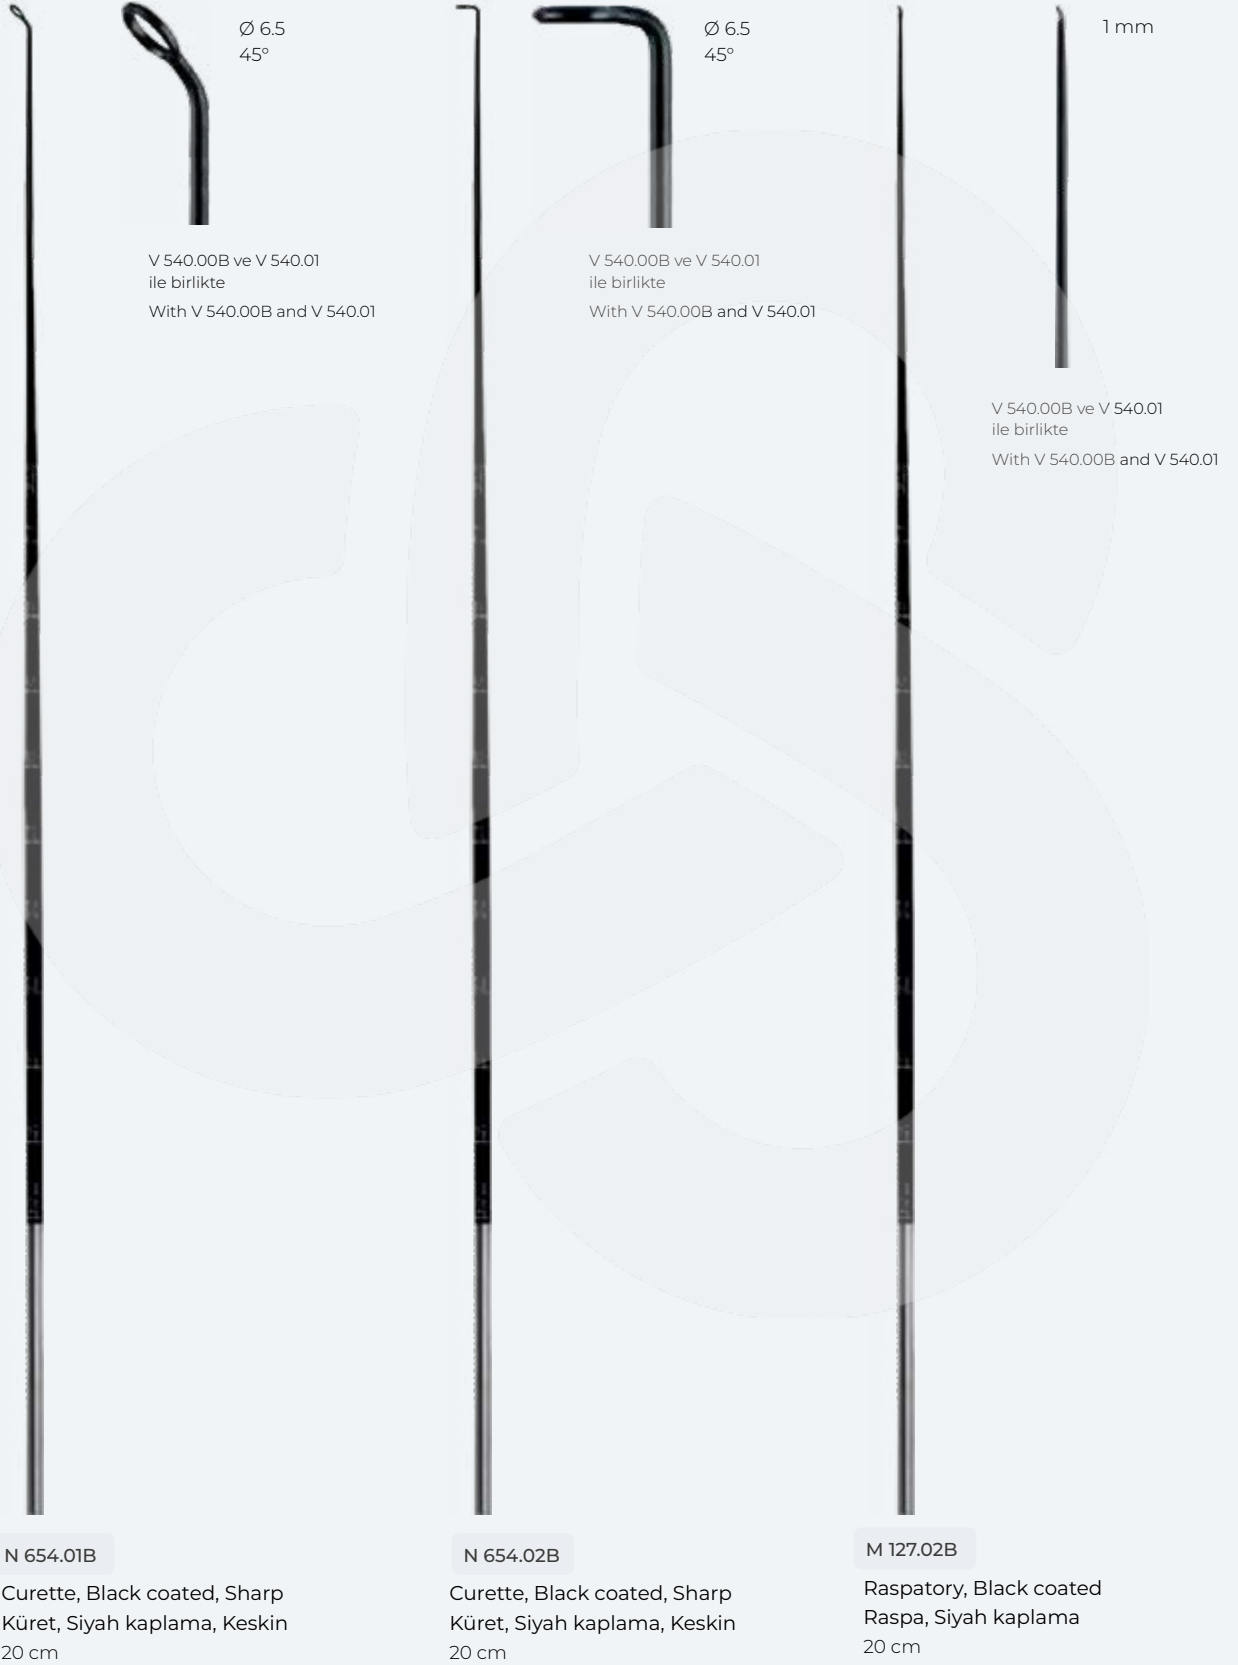 Ø 6.5
45°
V 540.00B ve V 540.01
ile birlikte
With V 540.00B and V 540.01
N 654.01B
Curette, Black coated, Sharp
Küret, Siyah kaplama, Keskin
20 cm
Ø 6.5
45°
V 540.00B ve V 540.01
ile birlikte
With V 540.00B and V 540.01
N 654.02B
Curette, Black coated, Sharp
Küret, Siyah kaplama, Keskin
20 cm
1 mm
V 540.00B ve V 540.01
ile birlikte
With V 540.00B and V 540.01
M 127.02B
Raspatory, Black coated
Raspa, Siyah kaplama
20 cm